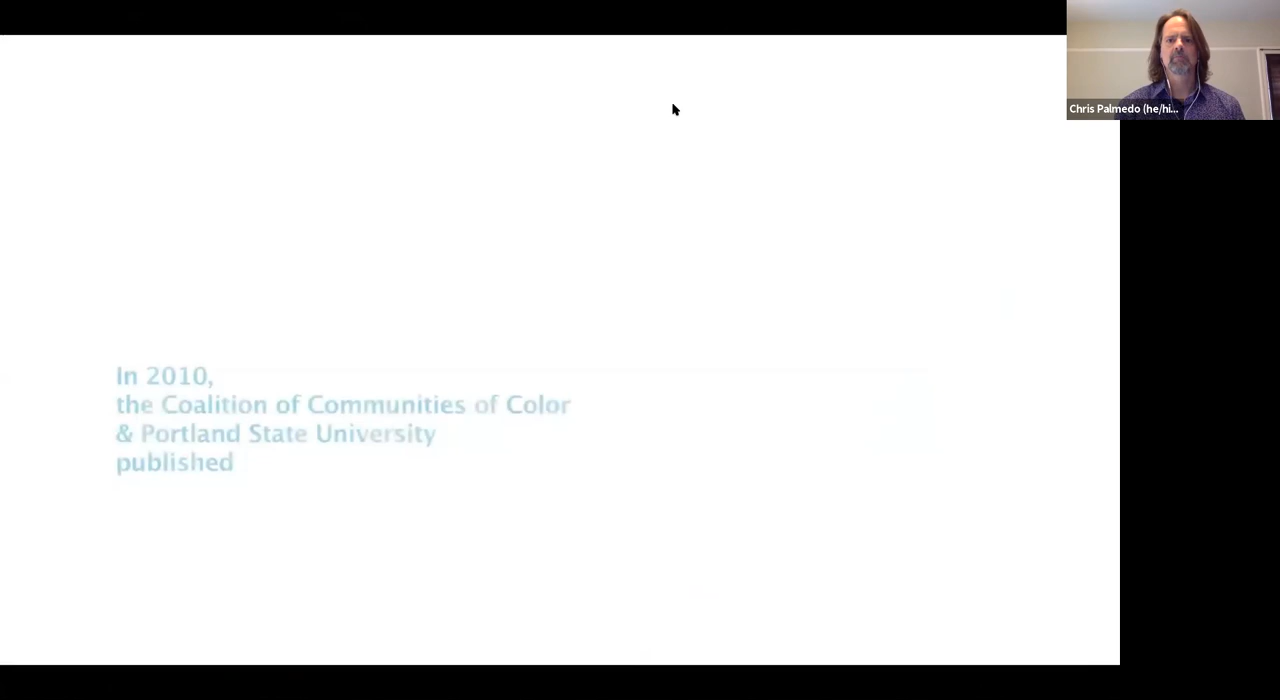 Chris Palmedo (he/hi...
In 2010,
the Coalition of Communities of Color
& Portland State University
published